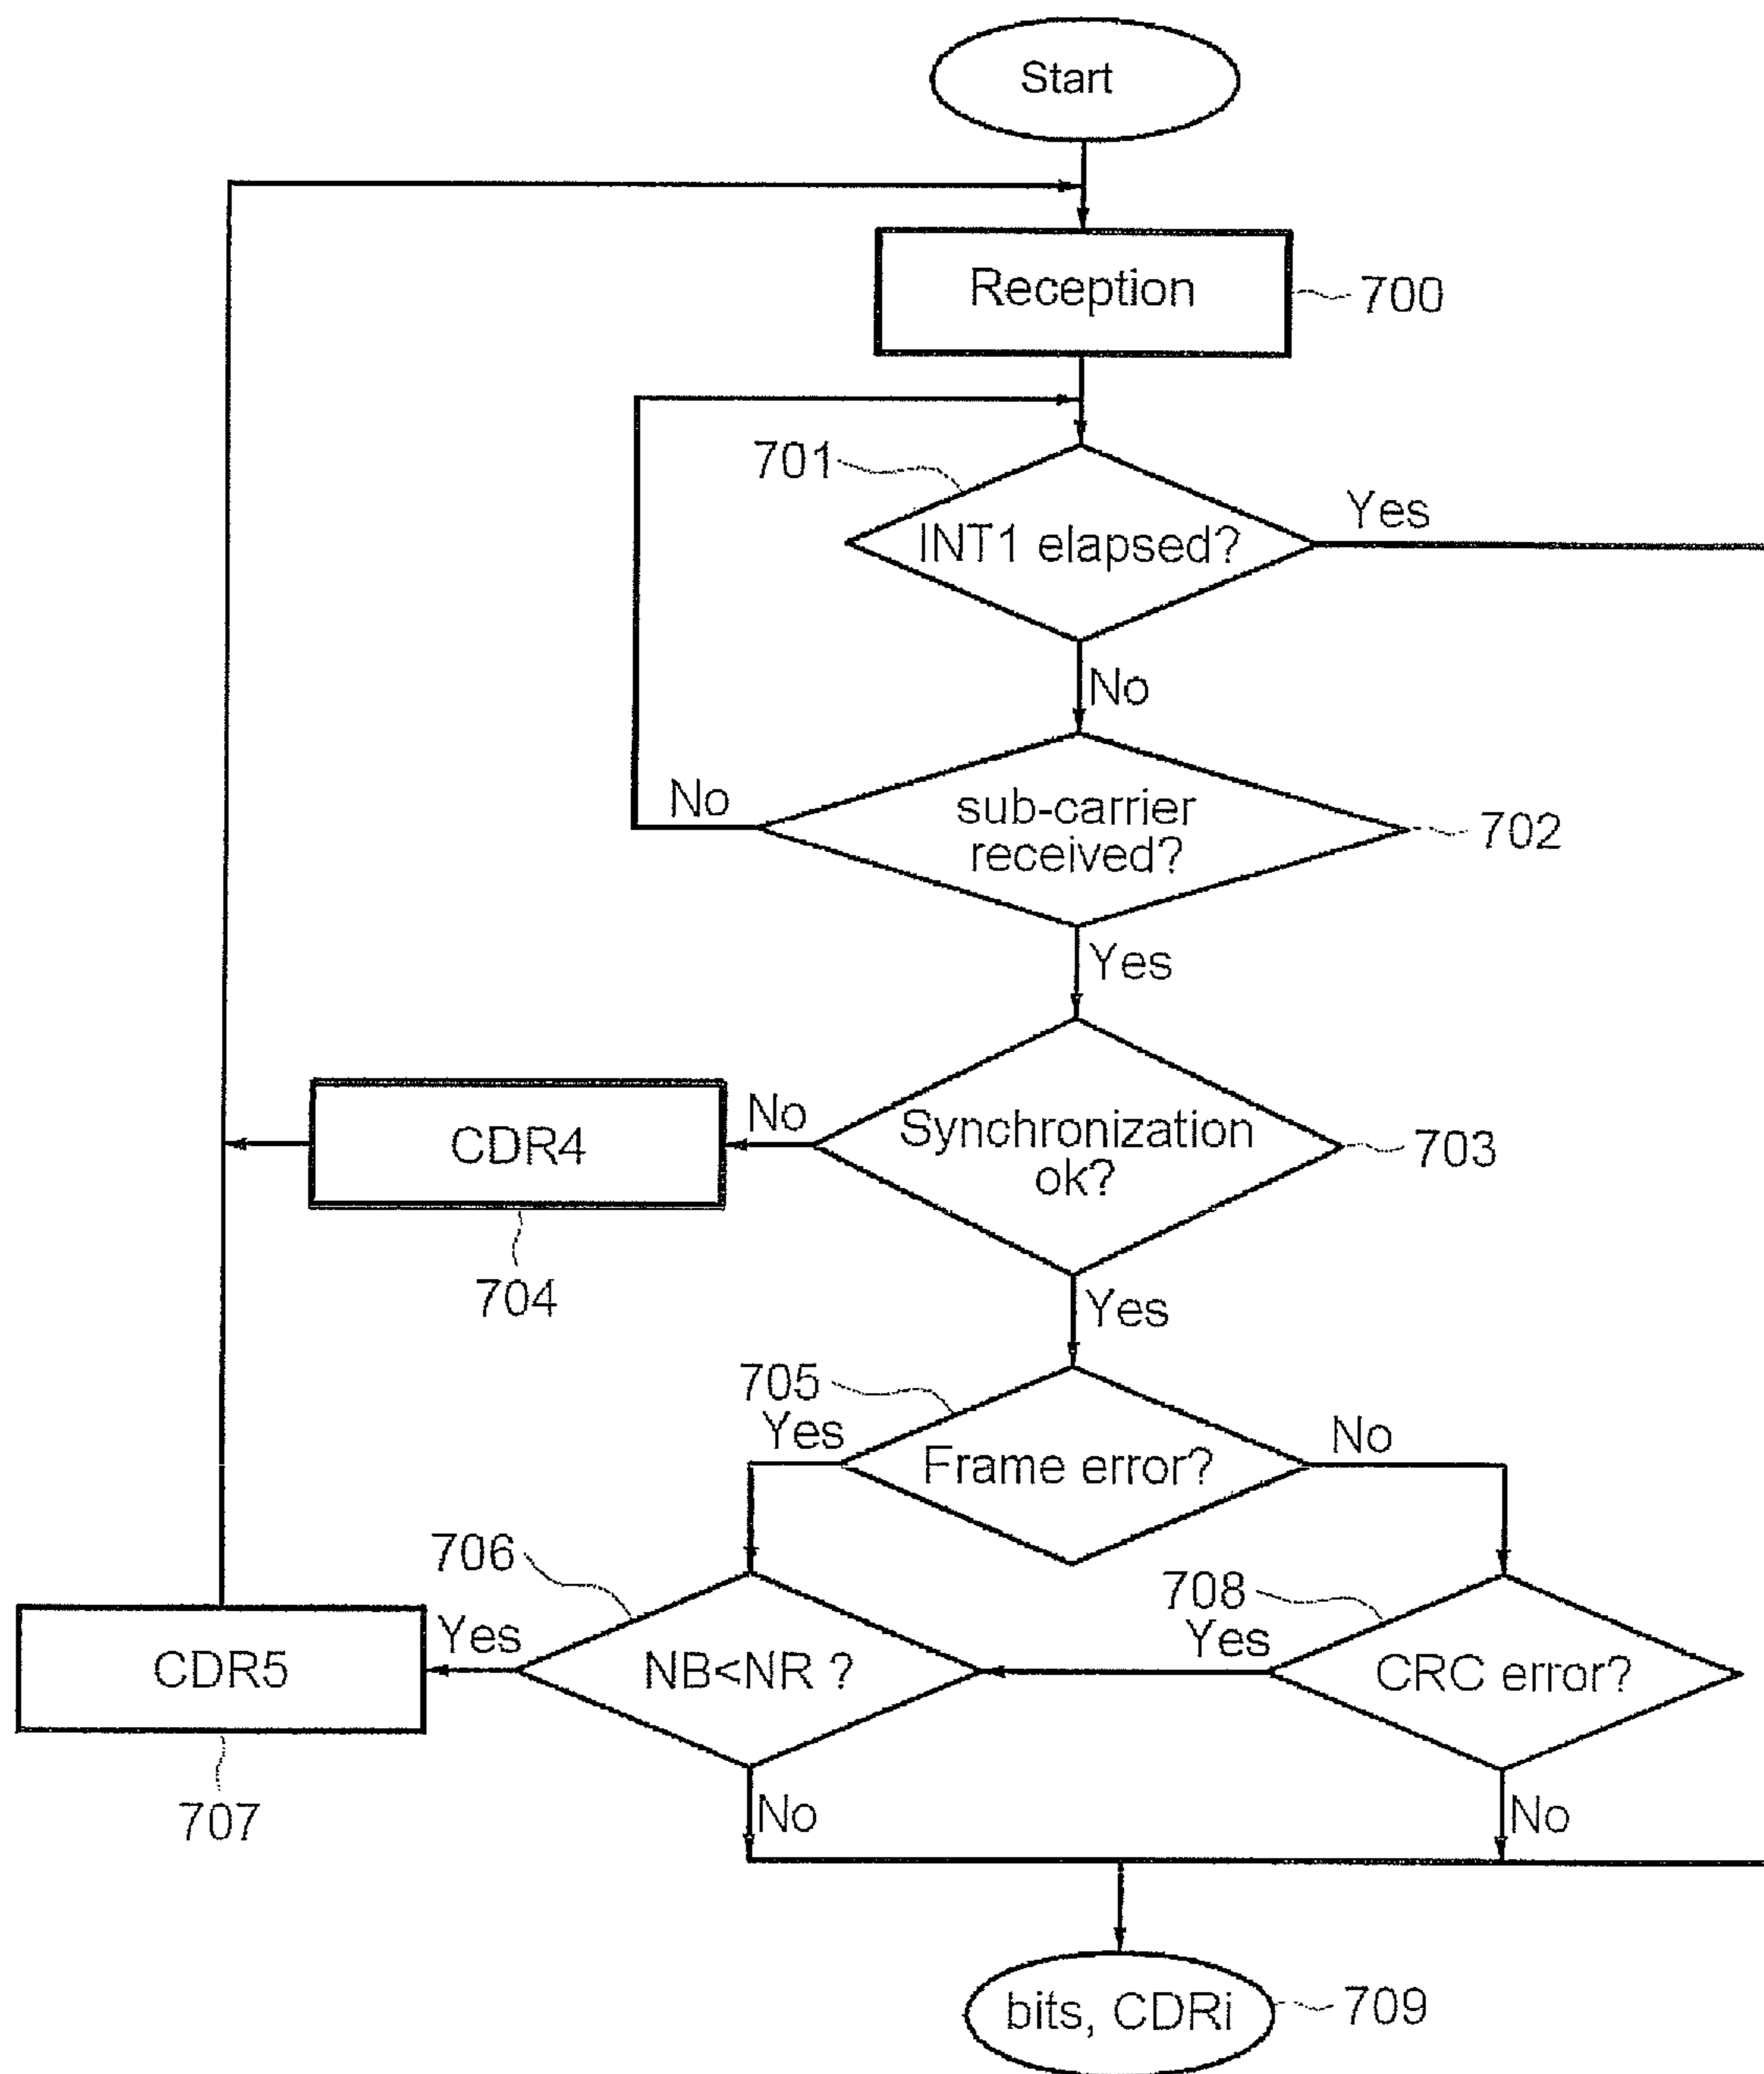 Start
Reception
700
701
INT1 elapsed?
Yes
No
sub-carrier
received?
No
702
Yes
Synchronization
ok?
703
No
CDR4
704
Yes
705
Yes
Frame error?
No
706
708
CDR5
Yes
NB<NR ?
Yes
CRC error?
707
No
No
bits, CDRi
709